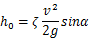 h₀ = ζ v²/2g sinα